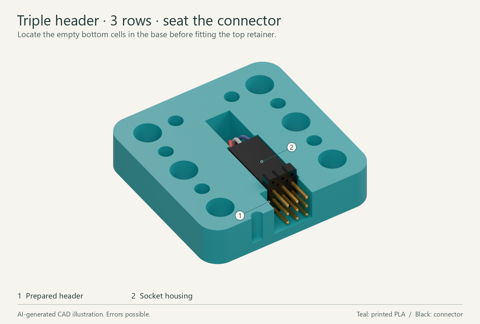 Triple header · 3 rows · seat the connector
Locate the empty bottom cells in the base before fitting the top retainer.
2
1
1 Prepared header 2 Socket housing
AI-generated CAD illustration. Errors possible. Teal: printed PLA / Black: connector